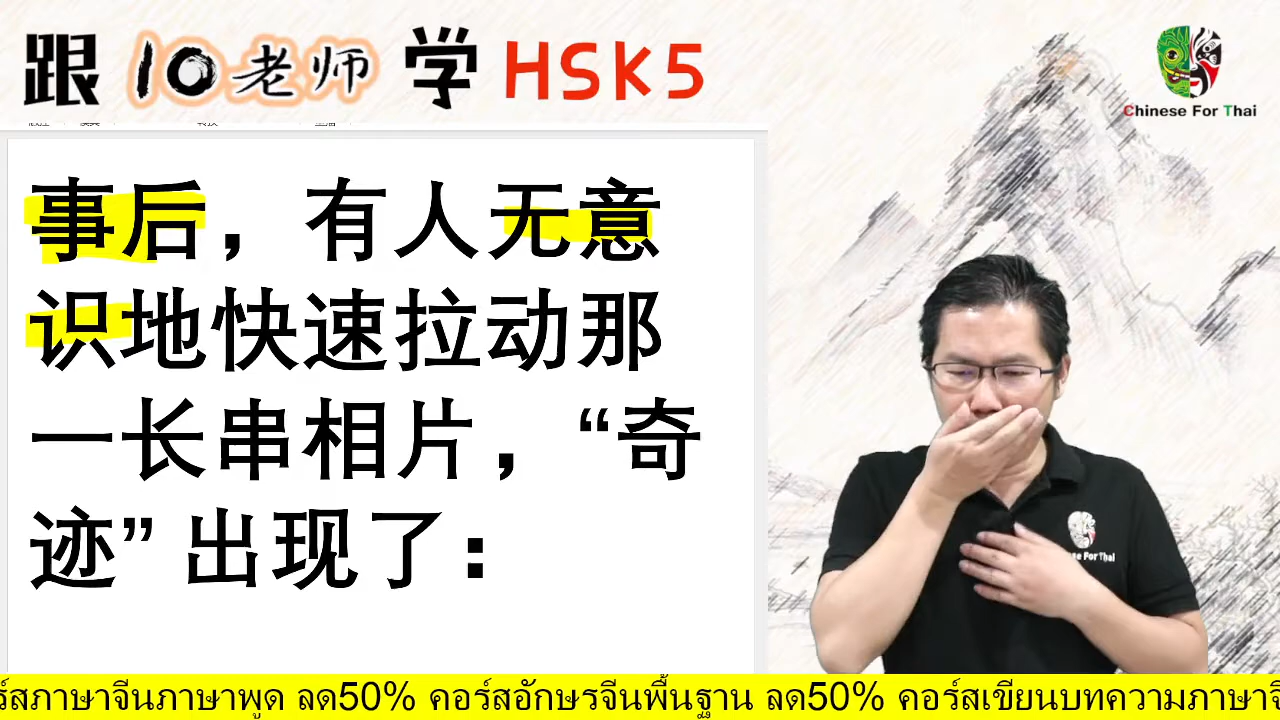 跟10老师学HSK5
Chinese For Thai
事后，有人无意
识地快速拉动那
一长串相片，“奇
迹”出现了：
se For Thai
ร์สภาษาจีนภาษาพูด ลด50% คอร์สอักษรจีนพื้นฐาน ลด50% คอร์สเขียนบทความภาษาจี